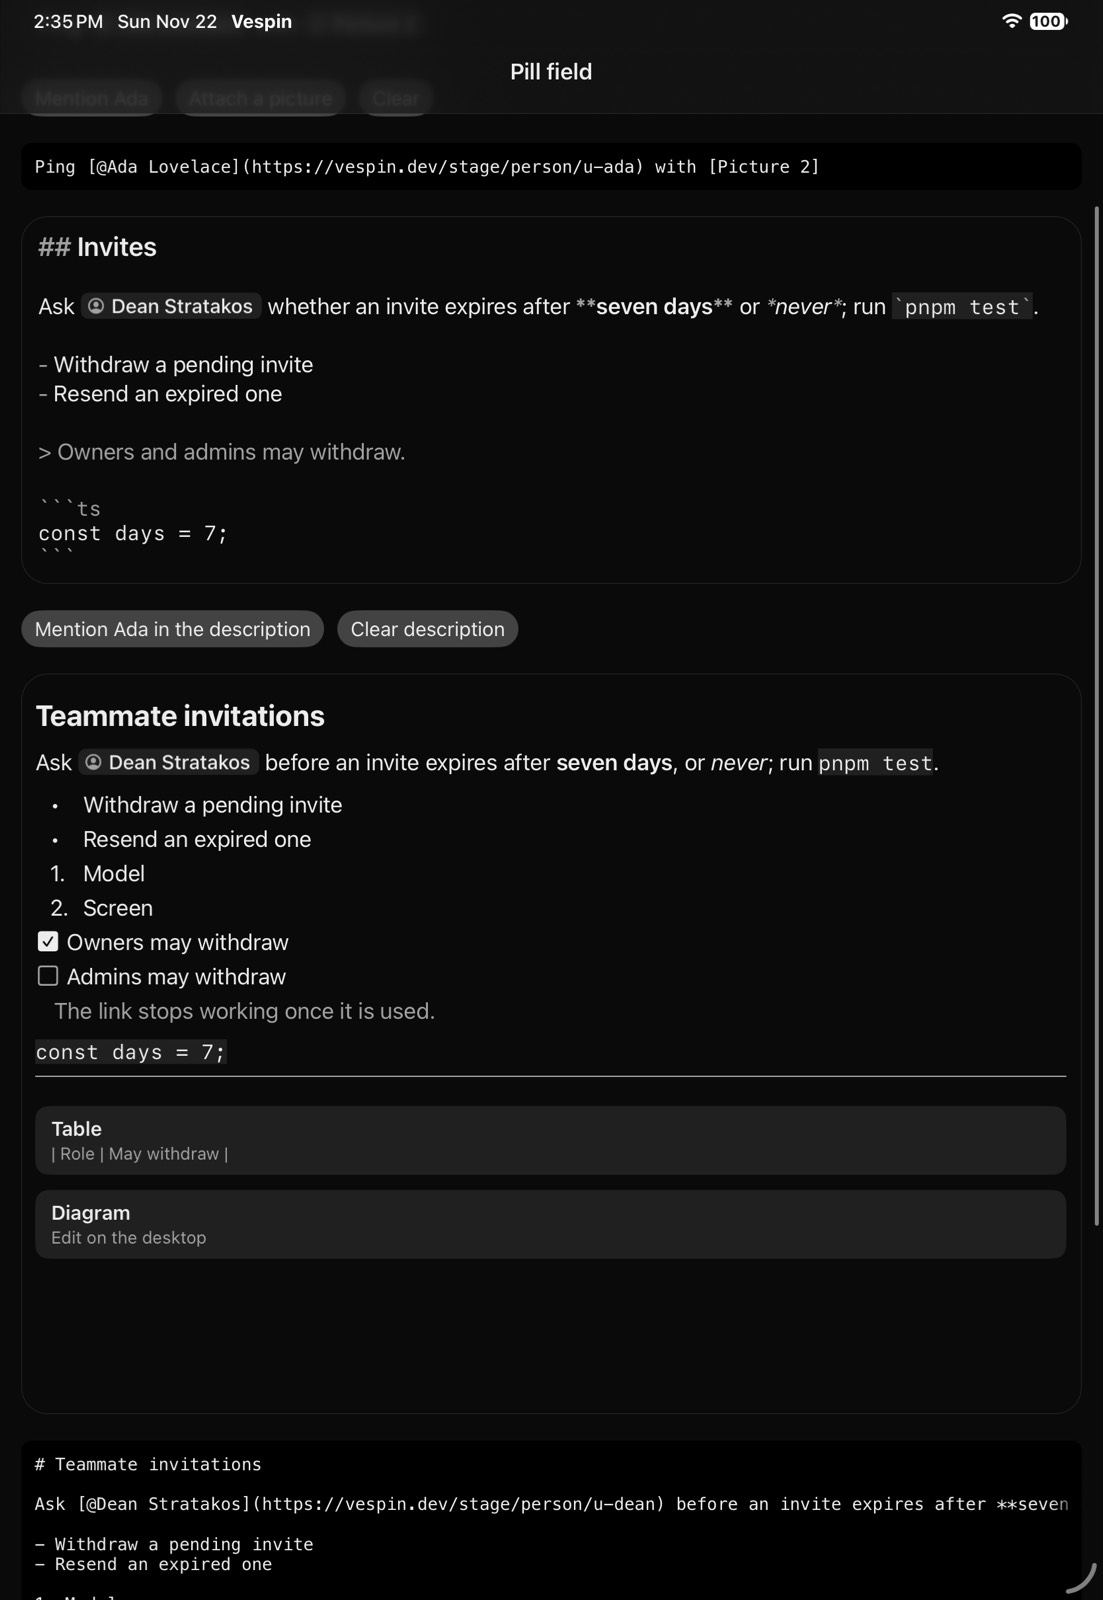 2:35 PM Sun Nov 22 Vespin 100
Pill field
Mention Ada Attach a picture Clear
Ping [@Ada Lovelace](https://vespin.dev/stage/person/u-ada) with [Picture 2]
## Invites
Ask Dean Stratakos whether an invite expires after **seven days** or *never*; run `pnpm test`.
- Withdraw a pending invite
- Resend an expired one
> Owners and admins may withdraw.
```ts
const days = 7;
```
Mention Ada in the description Clear description
Teammate invitations
Ask Dean Stratakos before an invite expires after seven days, or never; run pnpm test.
• Withdraw a pending invite
• Resend an expired one
1. Model
2. Screen
Owners may withdraw
Admins may withdraw
The link stops working once it is used.
const days = 7;
Table
| Role | May withdraw |
Diagram
Edit on the desktop
# Teammate invitations
Ask [@Dean Stratakos](https://vespin.dev/stage/person/u-dean) before an invite expires after **seven
- Withdraw a pending invite
- Resend an expired one